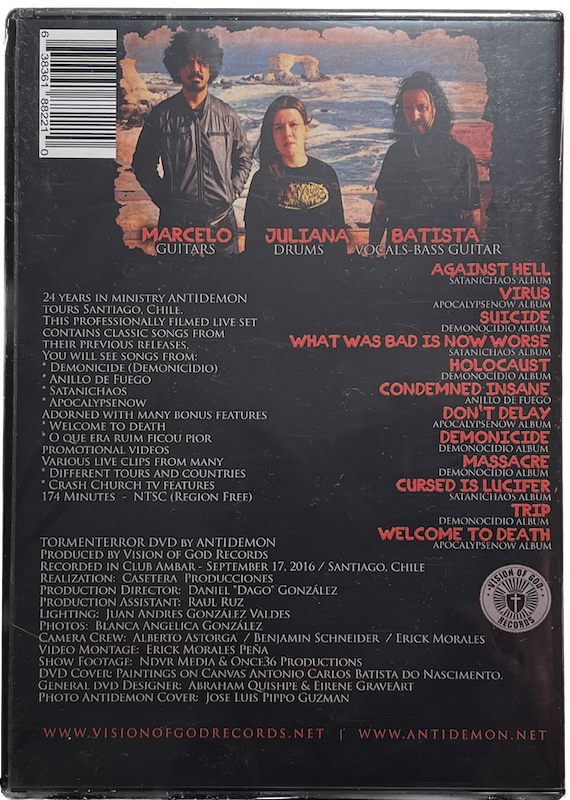 6 38361 88221 0
MARCELO
GUITARS
JULIANA
DRUMS
BATISTA
VOCALS-BASS GUITAR
AGAINST HELL
SATANICHAOS ALBUM
VIRUS
APOCALYPSENOW ALBUM
SUICIDE
DEMONOCÍDIO ALBUM
WHAT WAS BAD IS NOW WORSE
SATANICHAOS ALBUM
HOLOCAUST
DEMONOCÍDIO ALBUM
CONDEMNED INSANE
ANILLO DE FUEGO
DON'T DELAY
APOCALYPSENOW ALBUM
DEMONICIDE
DEMONOCÍDIO ALBUM
MASSACRE
DEMONOCÍDIO ALBUM
CURSED IS LUCIFER
SATANICHAOS ALBUM
TRIP
DEMONOCÍDIO ALBUM
WELCOME TO DEATH
APOCALYPSENOW ALBUM
24 YEARS IN MINISTRY ANTIDEMON
TOURS SANTIAGO, CHILE.
THIS PROFESSIONALLY FILMED LIVE SET
CONTAINS CLASSIC SONGS FROM
THEIR PREVIOUS RELEASES,
YOU WILL SEE SONGS FROM:
* DEMONICIDE (DEMONICÍDIO)
* ANILLO DE FUEGO
* SATANICHAOS
* APOCALYPSENOW
ADORNED WITH MANY BONUS FEATURES
* WELCOME TO DEATH
* O QUE ERA RUIM FICOU PIOR
PROMOTIONAL VIDEOS
VARIOUS LIVE CLIPS FROM MANY
* DIFFERENT TOURS AND COUNTRIES
* CRASH CHURCH TV FEATURES
174 MINUTES - NTSC (REGION FREE)
TORMENTERROR DVD BY ANTIDEMON
PRODUCED BY VISION OF GOD RECORDS
RECORDED IN CLUB AMBAR - SEPTEMBER 17, 2016 / SANTIAGO, CHILE
REALIZATION: CASETERA PRODUCCIONES
PRODUCTION DIRECTOR: DANIEL "DAGO" GONZÁLEZ
PRODUCTION ASSISTANT: RAUL RUZ
LIGHTING: JUAN ANDRES GONZÁLEZ VALDES
PHOTOS: BLANCA ANGELICA GONZÁLEZ
CAMERA CREW: ALBERTO ASTORGA / BENJAMIN SCHNEIDER / ERICK MORALES
VIDEO MONTAGE: ERICK MORALES PEÑA
SHOW FOOTAGE: NDVR MEDIA & ONCE36 PRODUCTIONS
DVD COVER: PAINTINGS ON CANVAS ANTONIO CARLOS BATISTA DO NASCIMENTO.
GENERAL DVD DESIGNER: ABRAHAM QUISHPE & EIRENE GRAVEART
PHOTO ANTIDEMON COVER: JOSE LUIS PIPPO GUZMAN
VISION OF GOD
RECORDS
WWW.VISIONOFGODRECORDS.NET | WWW.ANTIDEMON.NET